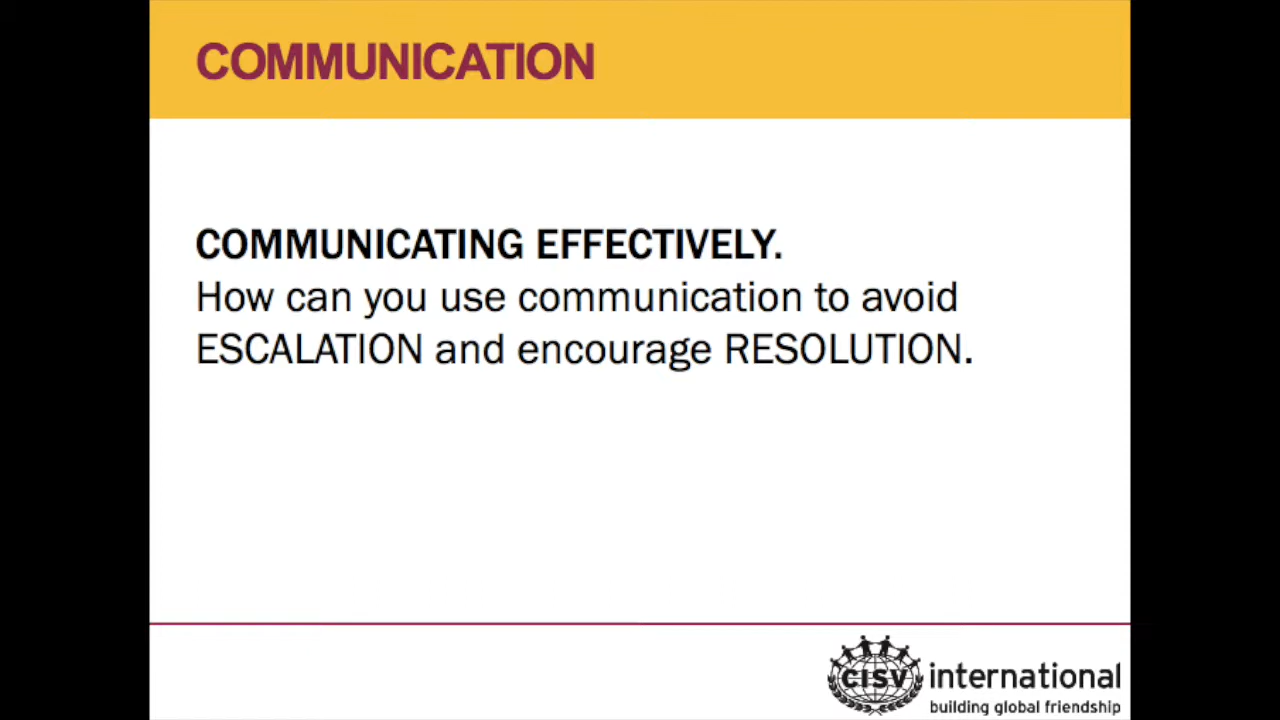 COMMUNICATION
COMMUNICATING EFFECTIVELY.
How can you use communication to avoid
ESCALATION and encourage RESOLUTION.
CISV
international
building global friendship